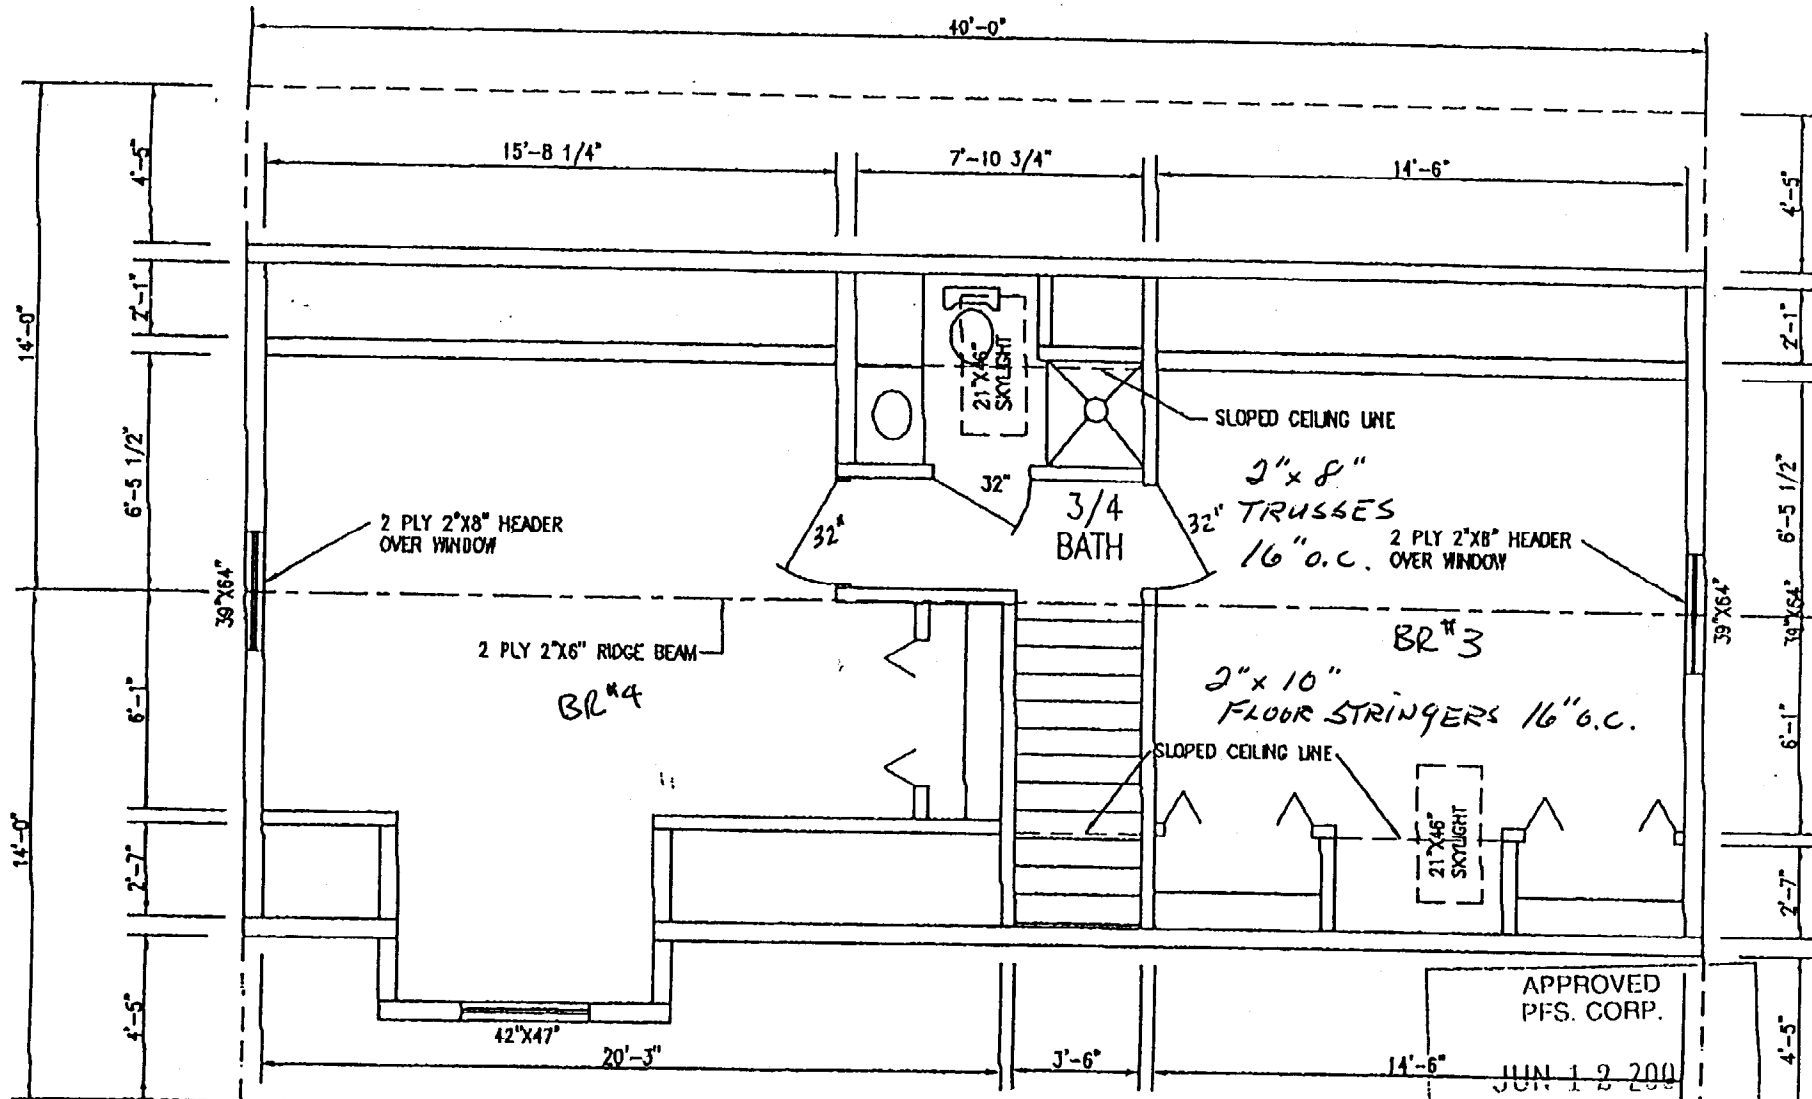 40'-0"
15'-8 1/4"
7'-10 3/4"
14'-6"
4'-5"
4'-5"
2'-1"
2'-1"
14'-0"
21"X46"
SKYLIGHT
SLOPED CEILING LINE
6'-5 1/2"
6'-5 1/2"
2"x 8"
TRUSSES
16" O.C.
32"
32"
32"
3/4
BATH
2 PLY 2"X8" HEADER
OVER WINDOW
2 PLY 2"X8" HEADER
OVER WINDOW
39"X64"
39"X64"
39"X64"
2 PLY 2"X6" RIDGE BEAM
BR#4
BR#3
2"x 10"
FLOOR STRINGERS 16" O.C.
6'-1"
6'-1"
SLOPED CEILING LINE
21"X46"
SKYLIGHT
14'-0"
2'-7"
2'-7"
4'-5"
4'-5"
42"X47"
20'-3"
3'-6"
14'-6"
APPROVED
PFS. CORP.
JUN 12 200